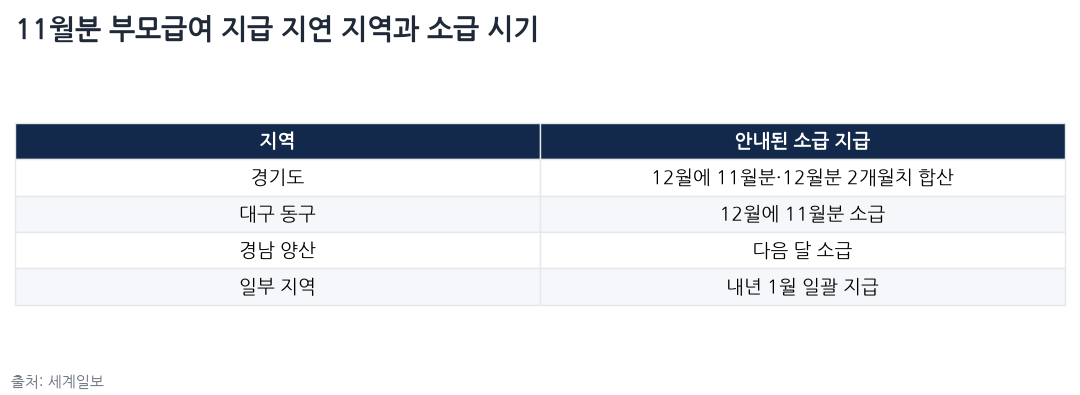 11월분 부모급여 지급 지연 지역과 소급 시기
지역 안내된 소급 지급
경기도 12월에 11월분·12월분 2개월치 합산
대구 동구 12월에 11월분 소급
경남 양산 다음 달 소급
일부 지역 내년 1월 일괄 지급
출처: 세계일보